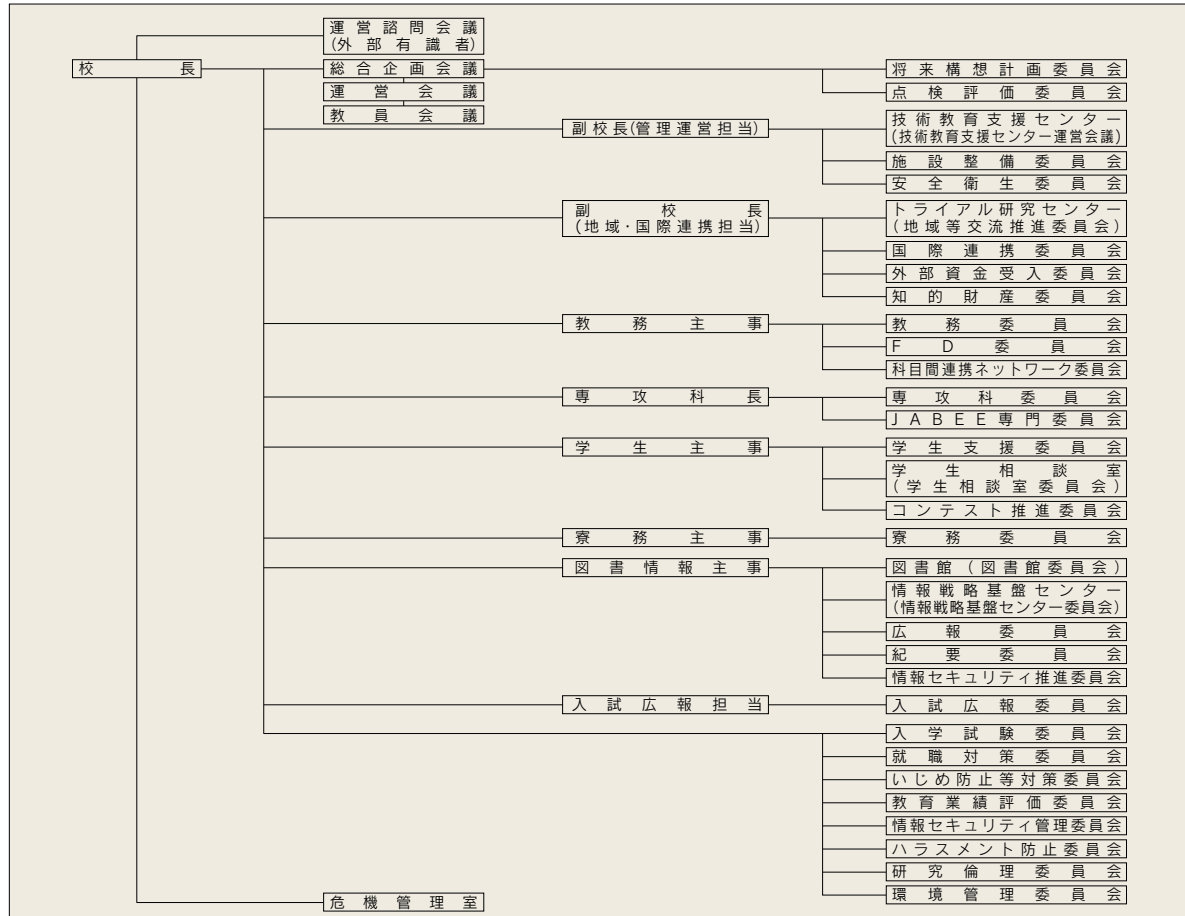 運営諮問会議
(外部有識者)
校長
総合企画会議
将来構想計画委員会
運営会議
点検評価委員会
教員会議
副校長(管理運営担当)
技術教育支援センター
(技術教育支援センター運営会議)
施設整備委員会
安全衛生委員会
副校長
(地域・国際連携担当)
トライアル研究センター
(地域等交流推進委員会)
国際連携委員会
外部資金受入委員会
知的財産委員会
教務主事
教務委員会
FD委員会
科目間連携ネットワーク委員会
専攻科長
専攻科委員会
JABEE専門委員会
学生主事
学生支援委員会
学生相談室
(学生相談室委員会)
コンテスト推進委員会
寮務主事
寮務委員会
図書情報主事
図書館(図書館委員会)
情報戦略基盤センター
(情報戦略基盤センター委員会)
広報委員会
紀要委員会
情報セキュリティ推進委員会
入試広報担当
入試広報委員会
入学試験委員会
就職対策委員会
いじめ防止等対策委員会
教育業績評価委員会
情報セキュリティ管理委員会
ハラスメント防止委員会
研究倫理委員会
環境管理委員会
危機管理室